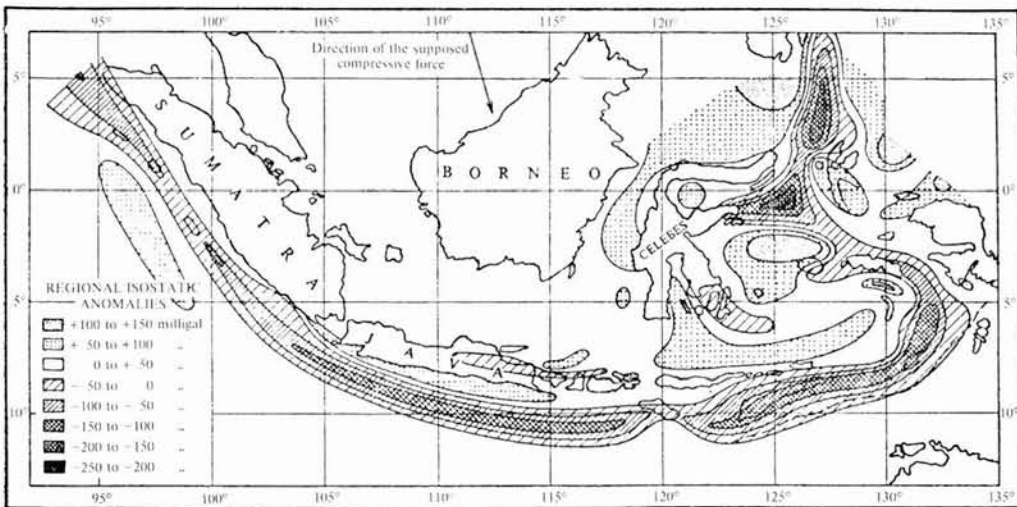 95° 100° 105° 110° 115° 120° 125° 130° 135°
Direction of the supposed
compressive force
5° 5°
SUMATRA
BORNEO
0° 0°
CELEBES
REGIONAL ISOSTATIC
ANOMALIES
5° 5°
+100 to +150 milligal
+ 50 to +100 "
0 to + 50 "
- 50 to 0 "
-100 to - 50 "
-150 to -100 "
-200 to -150 "
-250 to -200 "
JAVA
10° 10°
95° 100° 105° 110° 115° 120° 125° 130° 135°